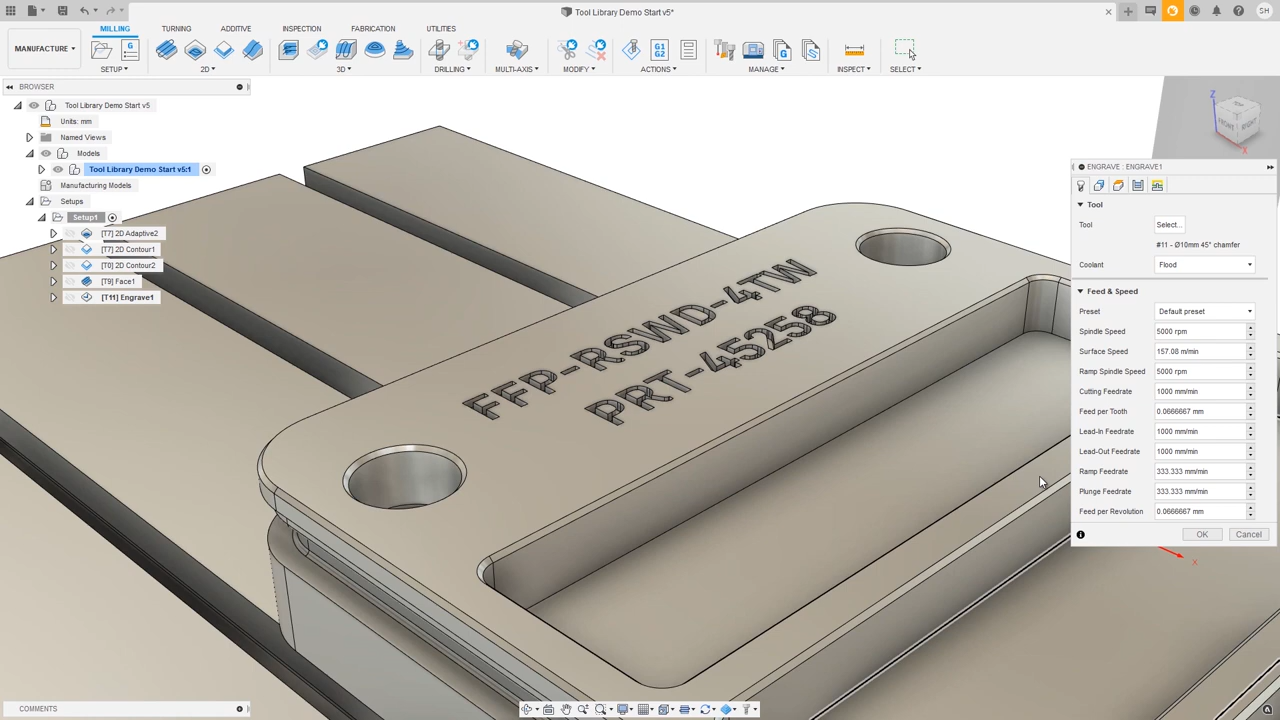 Tool Library Demo Start v5*
SH
MANUFACTURE
MILLING
TURNING
ADDITIVE
INSPECTION
FABRICATION
UTILITIES
SETUP
2D
3D
DRILLING
MULTI-AXIS
MODIFY
ACTIONS
MANAGE
INSPECT
SELECT
G1
G2
BROWSER
Tool Library Demo Start v5
Units: mm
Named Views
Models
Tool Library Demo Start v5:1
Manufacturing Models
Setups
Setup1
[T7] 2D Adaptive2
[T7] 2D Contour1
[T0] 2D Contour2
[T9] Face1
[T11] Engrave1
FFP-RSWD-4TW
PRT-45258
Z
TOP
FRONT
RIGHT
X
ENGRAVE : ENGRAVE1
Tool
Tool Select...
#11 - Ø10mm 45° chamfer
Coolant Flood
Feed & Speed
Preset Default preset
Spindle Speed 5000 rpm
Surface Speed 157.08 m/min
Ramp Spindle Speed 5000 rpm
Cutting Feedrate 1000 mm/min
Feed per Tooth 0.0666667 mm
Lead-In Feedrate 1000 mm/min
Lead-Out Feedrate 1000 mm/min
Ramp Feedrate 333.333 mm/min
Plunge Feedrate 333.333 mm/min
Feed per Revolution 0.0666667 mm
OK Cancel
X
COMMENTS